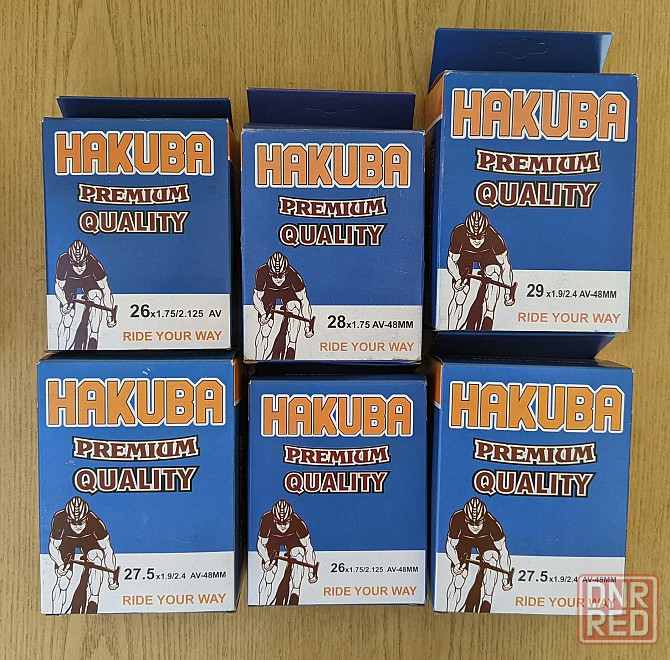 HAKUBA
PREMIUM
QUALITY
26x1.75/2.125 AV
RIDE YOUR WAY
HAKUBA
PREMIUM
QUALITY
28x1.75 AV-48MM
RIDE YOUR WAY
HAKUBA
PREMIUM
QUALITY
29x1.9/2.4 AV-48MM
RIDE YOUR WAY
HAKUBA
PREMIUM
QUALITY
27.5x1.9/2.4 AV-48MM
RIDE YOUR WAY
HAKUBA
PREMIUM
QUALITY
26x1.75/2.125 AV-48MM
RIDE YOUR WAY
HAKUBA
PREMIUM
QUALITY
27.5x1.9/2.4 AV-48MM
RIDE YOUR WAY
DNR
RED